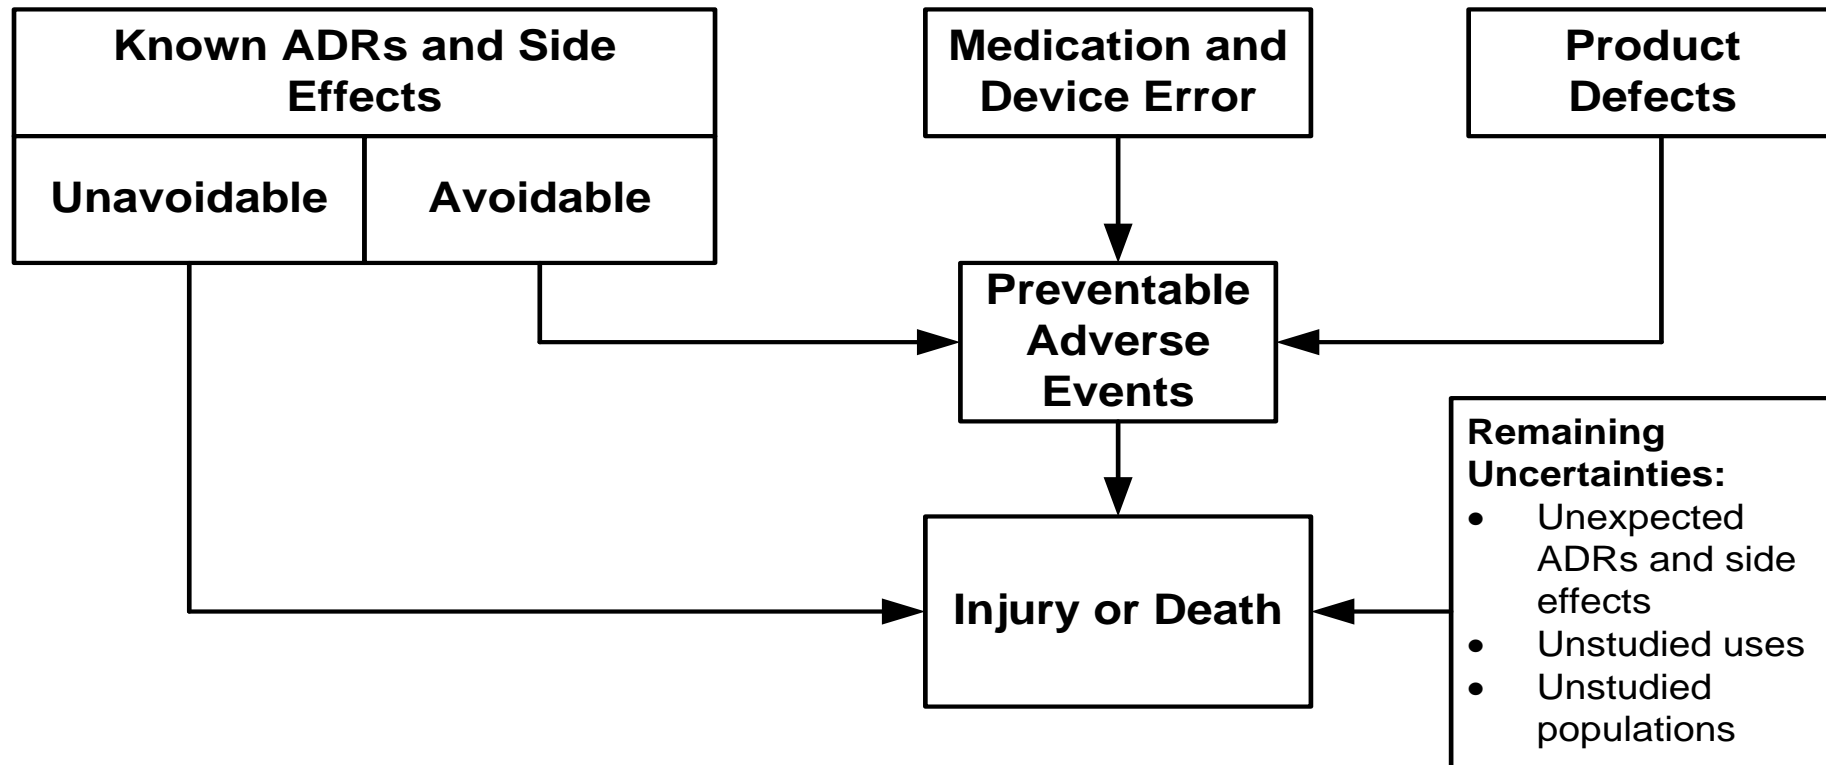 Known ADRs and Side
Effects
Unavoidable
Avoidable
Medication and
Device Error
Product
Defects
Preventable
Adverse
Events
Injury or Death
Remaining
Uncertainties:
• Unexpected
ADRs and side
effects
• Unstudied uses
• Unstudied
populations